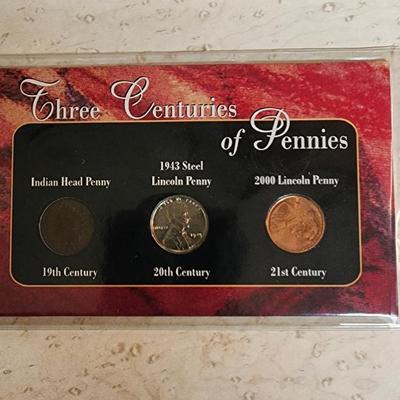 Three Centuries
of Pennies
Indian Head Penny
1943 Steel
Lincoln Penny
2000 Lincoln Penny
19th Century
20th Century
21st Century